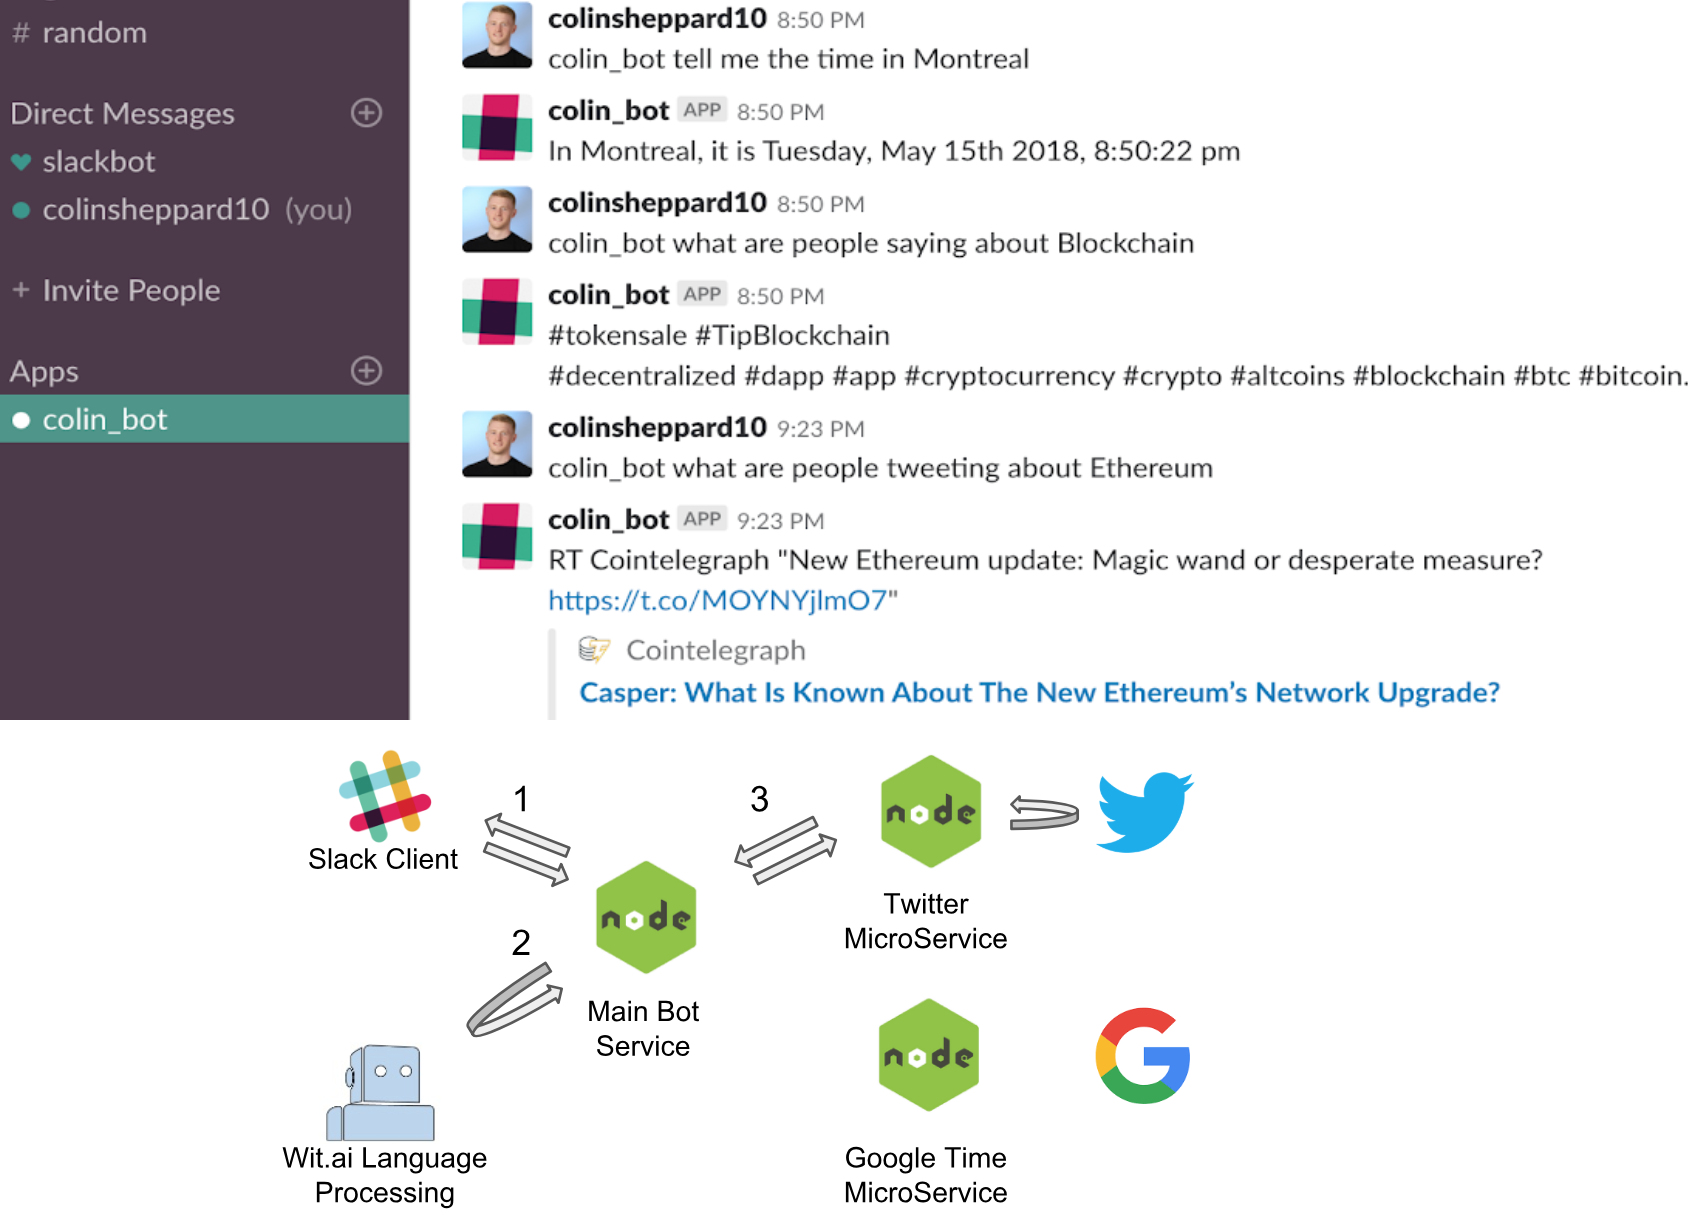 # random
Direct Messages
slackbot
colinsheppard10 (you)
+ Invite People
Apps
colin_bot
colinsheppard10 8:50 PM
colin_bot tell me the time in Montreal
colin_bot APP 8:50 PM
In Montreal, it is Tuesday, May 15th 2018, 8:50:22 pm
colinsheppard10 8:50 PM
colin_bot what are people saying about Blockchain
colin_bot APP 8:50 PM
#tokensale #TipBlockchain
#decentralized #dapp #app #cryptocurrency #crypto #altcoins #blockchain #btc #bitcoin.
colinsheppard10 9:23 PM
colin_bot what are people tweeting about Ethereum
colin_bot APP 9:23 PM
RT Cointelegraph "New Ethereum update: Magic wand or desperate measure?
https://t.co/MOYNYjlmO7"
Cointelegraph
Casper: What Is Known About The New Ethereum's Network Upgrade?
1
3
node
Slack Client
node
Twitter
MicroService
2
Main Bot
Service
node
Wit.ai Language
Processing
Google Time
MicroService